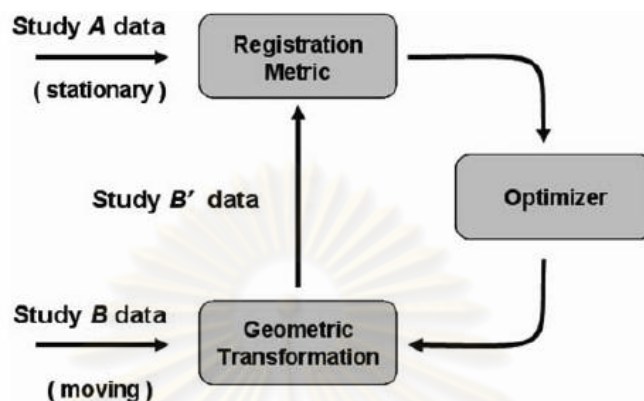 Study A data
( stationary )
Registration
Metric
Optimizer
Study B′ data
Study B data
( moving )
Geometric
Transformation